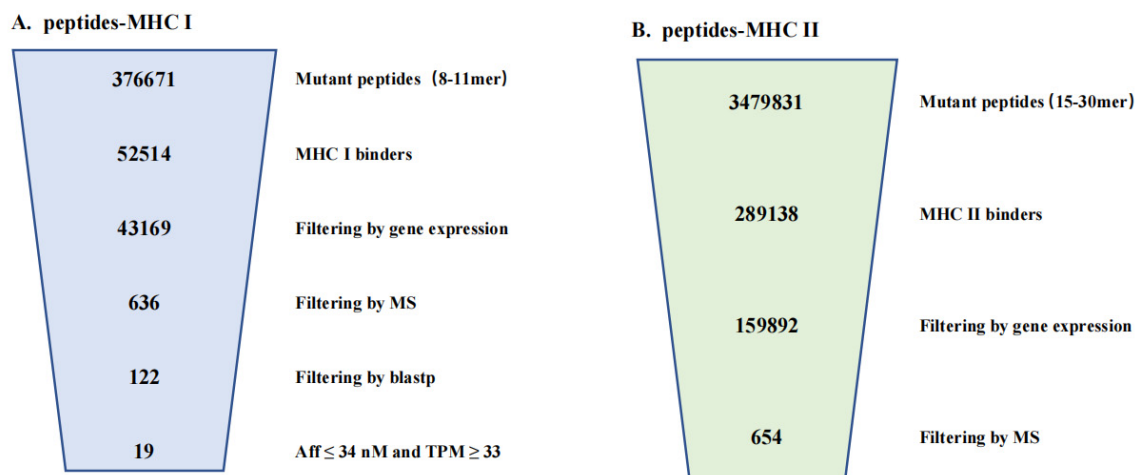 A. peptides-MHC I
376671 Mutant peptides (8-11mer)
52514 MHC I binders
43169 Filtering by gene expression
636 Filtering by MS
122 Filtering by blastp
19 Aff ≤ 34 nM and TPM ≥ 33
B. peptides-MHC II
3479831 Mutant peptides (15-30mer)
289138 MHC II binders
159892 Filtering by gene expression
654 Filtering by MS